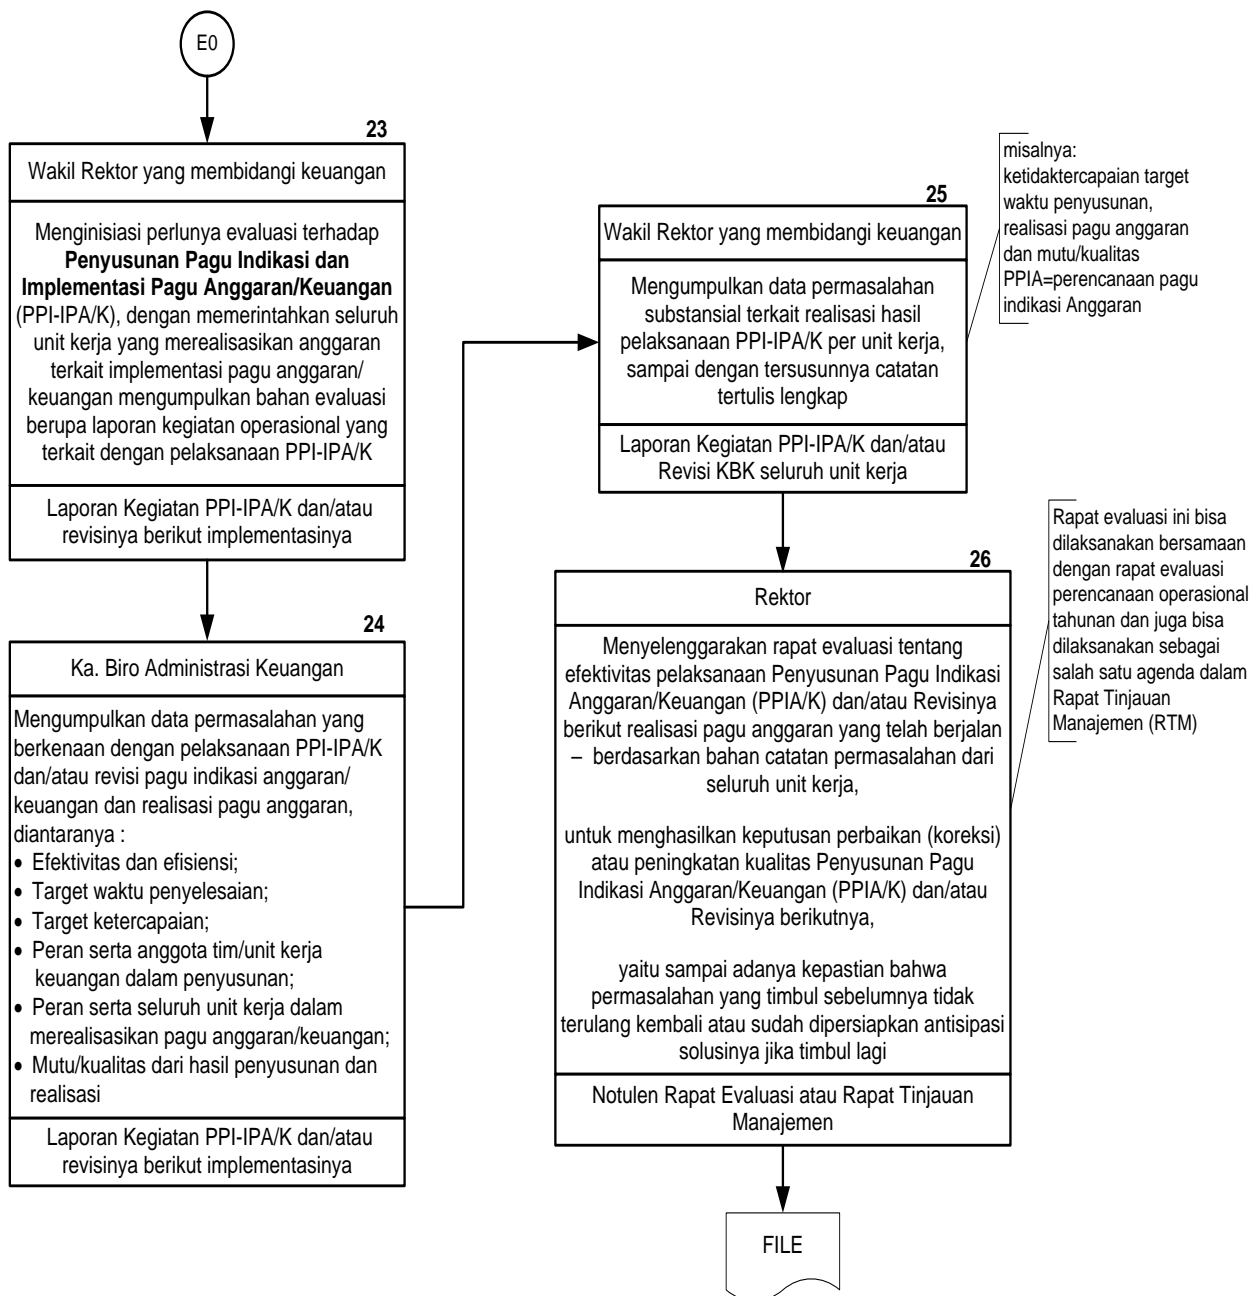 E0
23
Wakil Rektor yang membidangi keuangan
Menginisiasi perlunya evaluasi terhadap
Penyusunan Pagu Indikasi dan
Implementasi Pagu Anggaran/Keuangan
(PPI-IPA/K), dengan memerintahkan seluruh
unit kerja yang merealisasikan anggaran
terkait implementasi pagu anggaran/
keuangan mengumpulkan bahan evaluasi
berupa laporan kegiatan operasional yang
terkait dengan pelaksanaan PPI-IPA/K
Laporan Kegiatan PPI-IPA/K dan/atau
revisinya berikut implementasinya
24
Ka. Biro Administrasi Keuangan
Mengumpulkan data permasalahan yang
berkenaan dengan pelaksanaan PPI-IPA/K
dan/atau revisi pagu indikasi anggaran/
keuangan dan realisasi pagu anggaran,
diantaranya :
• Efektivitas dan efisiensi;
• Target waktu penyelesaian;
• Target ketercapaian;
• Peran serta anggota tim/unit kerja
keuangan dalam penyusunan;
• Peran serta seluruh unit kerja dalam
merealisasikan pagu anggaran/keuangan;
• Mutu/kualitas dari hasil penyusunan dan
realisasi
Laporan Kegiatan PPI-IPA/K dan/atau
revisinya berikut implementasinya
25
Wakil Rektor yang membidangi keuangan
Mengumpulkan data permasalahan
substansial terkait realisasi hasil
pelaksanaan PPI-IPA/K per unit kerja,
sampai dengan tersusunnya catatan
tertulis lengkap
Laporan Kegiatan PPI-IPA/K dan/atau
Revisi KBK seluruh unit kerja
misalnya:
ketidaktercapaian target
waktu penyusunan,
realisasi pagu anggaran
dan mutu/kualitas
PPIA=perencanaan pagu
indikasi Anggaran
26
Rektor
Menyelenggarakan rapat evaluasi tentang
efektivitas pelaksanaan Penyusunan Pagu Indikasi
Anggaran/Keuangan (PPIA/K) dan/atau Revisinya
berikut realisasi pagu anggaran yang telah berjalan
– berdasarkan bahan catatan permasalahan dari
seluruh unit kerja,
untuk menghasilkan keputusan perbaikan (koreksi)
atau peningkatan kualitas Penyusunan Pagu
Indikasi Anggaran/Keuangan (PPIA/K) dan/atau
Revisinya berikutnya,
yaitu sampai adanya kepastian bahwa
permasalahan yang timbul sebelumnya tidak
terulang kembali atau sudah dipersiapkan antisipasi
solusinya jika timbul lagi
Notulen Rapat Evaluasi atau Rapat Tinjauan
Manajemen
Rapat evaluasi ini bisa
dilaksanakan bersamaan
dengan rapat evaluasi
perencanaan operasional
tahunan dan juga bisa
dilaksanakan sebagai
salah satu agenda dalam
Rapat Tinjauan
Manajemen (RTM)
FILE